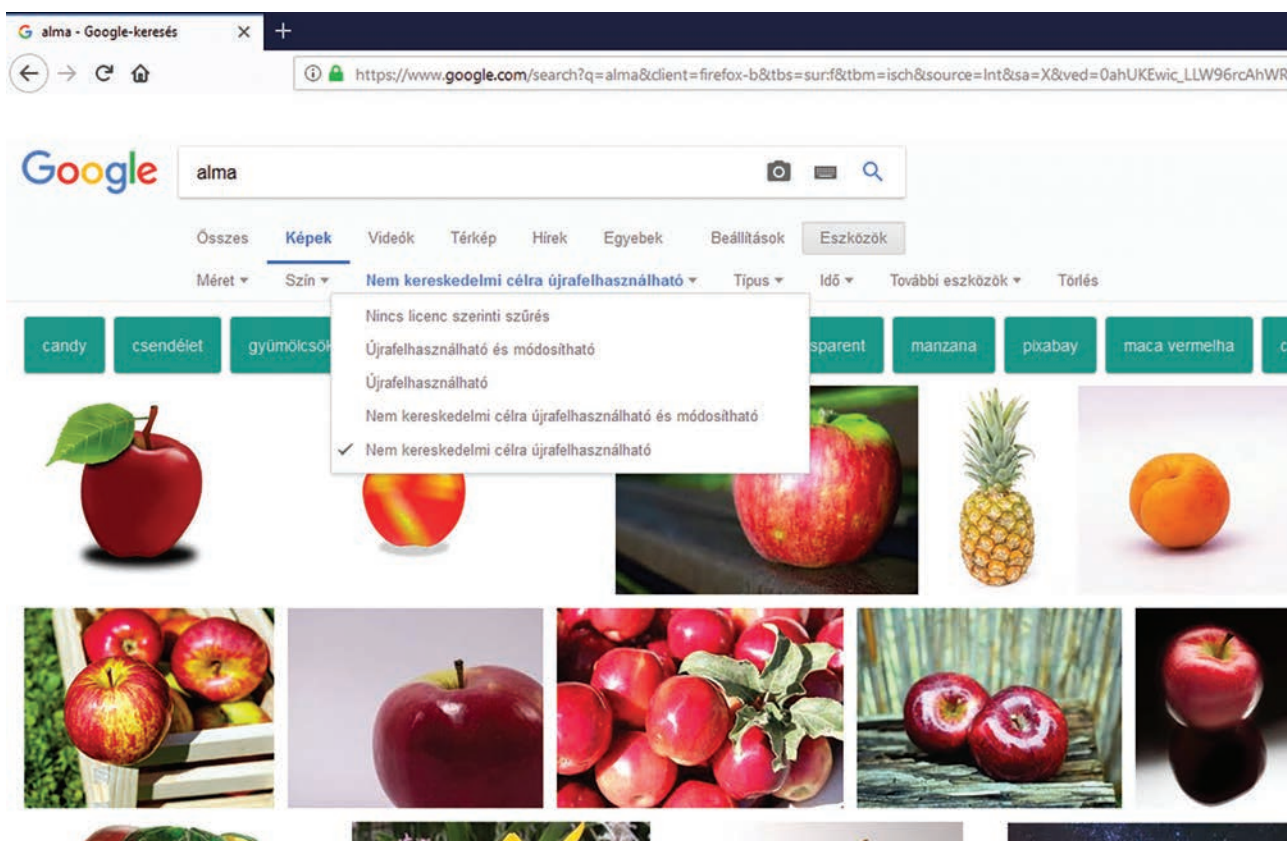 alma - Google-keresés
https://www.google.com/search?q=alma&client=firefox-b&tbs=sur:f&tbm=isch&source=lnt&sa=X&ved=0ahUKEwic_LLW96rcAhWR
Google alma
Összes Képek Videók Térkép Hírek Egyebek Beállítások Eszközök
Méret Szín Nem kereskedelmi célra újrafelhasználható Típus Idő További eszközök Törlés
Nincs licenc szerinti szűrés
candy csendélet gyümölcsök sparent manzana pixabay maca vermelha
Újrafelhasználható és módosítható
Újrafelhasználható
Nem kereskedelmi célra újrafelhasználható és módosítható
Nem kereskedelmi célra újrafelhasználható